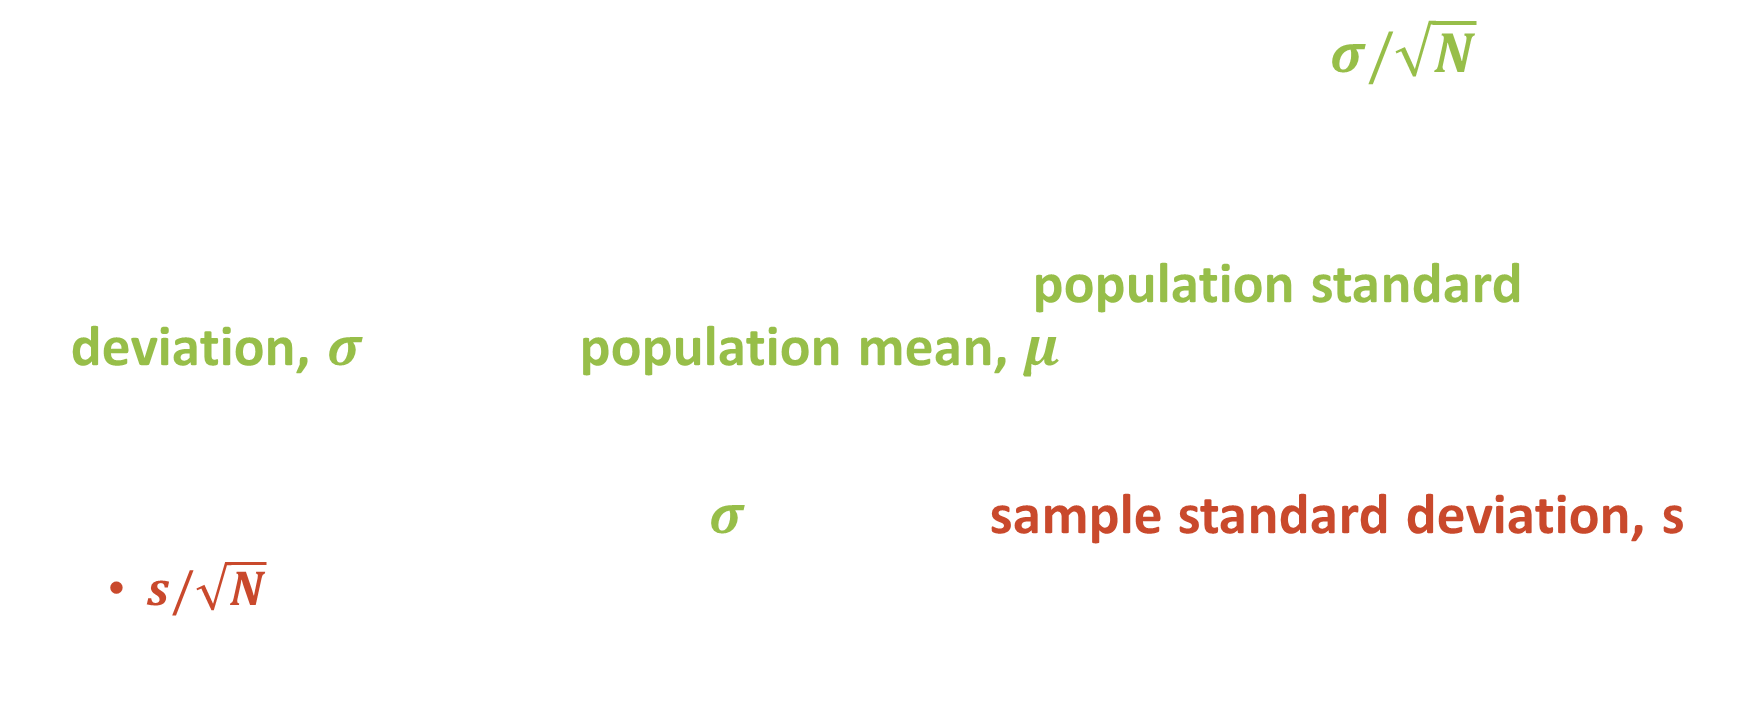 σ/√N
population standard
deviation, σ population mean, μ
σ sample standard deviation, s
• s/√N